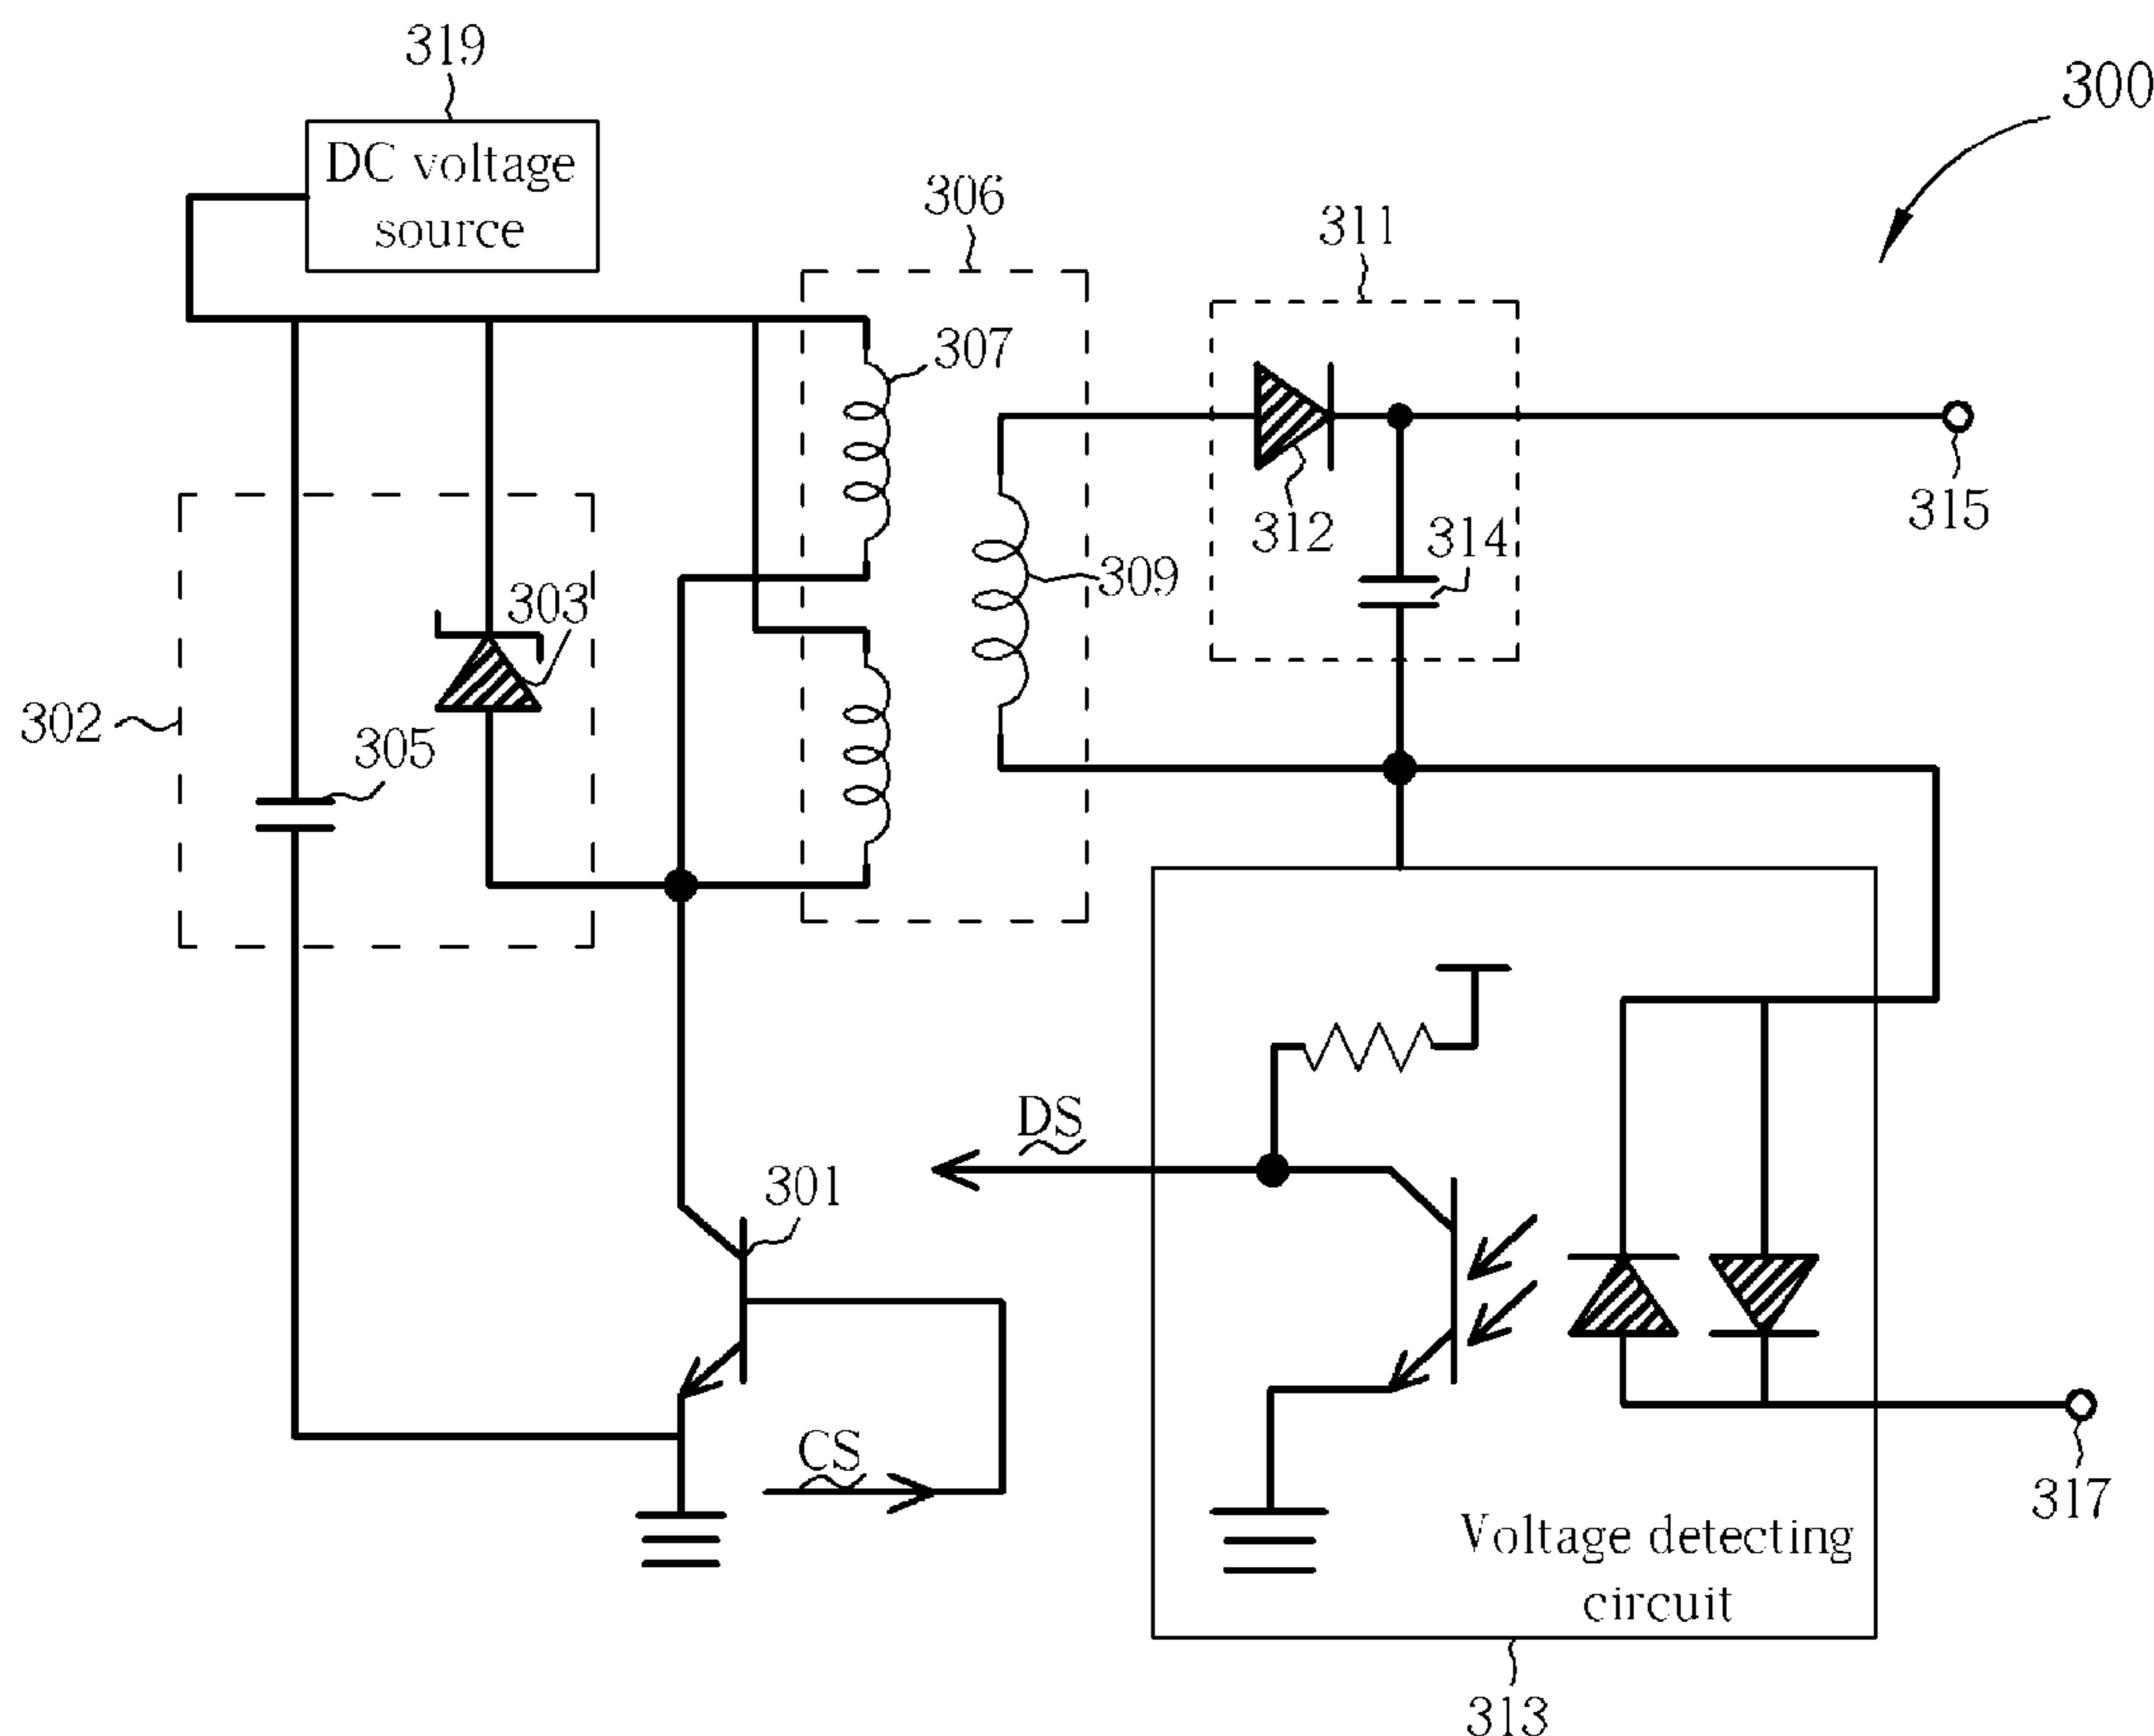 319
300
DC voltage
source
306
311
307
315
312
314
309
303
302
305
DS
301
CS
317
Voltage detecting
circuit
313